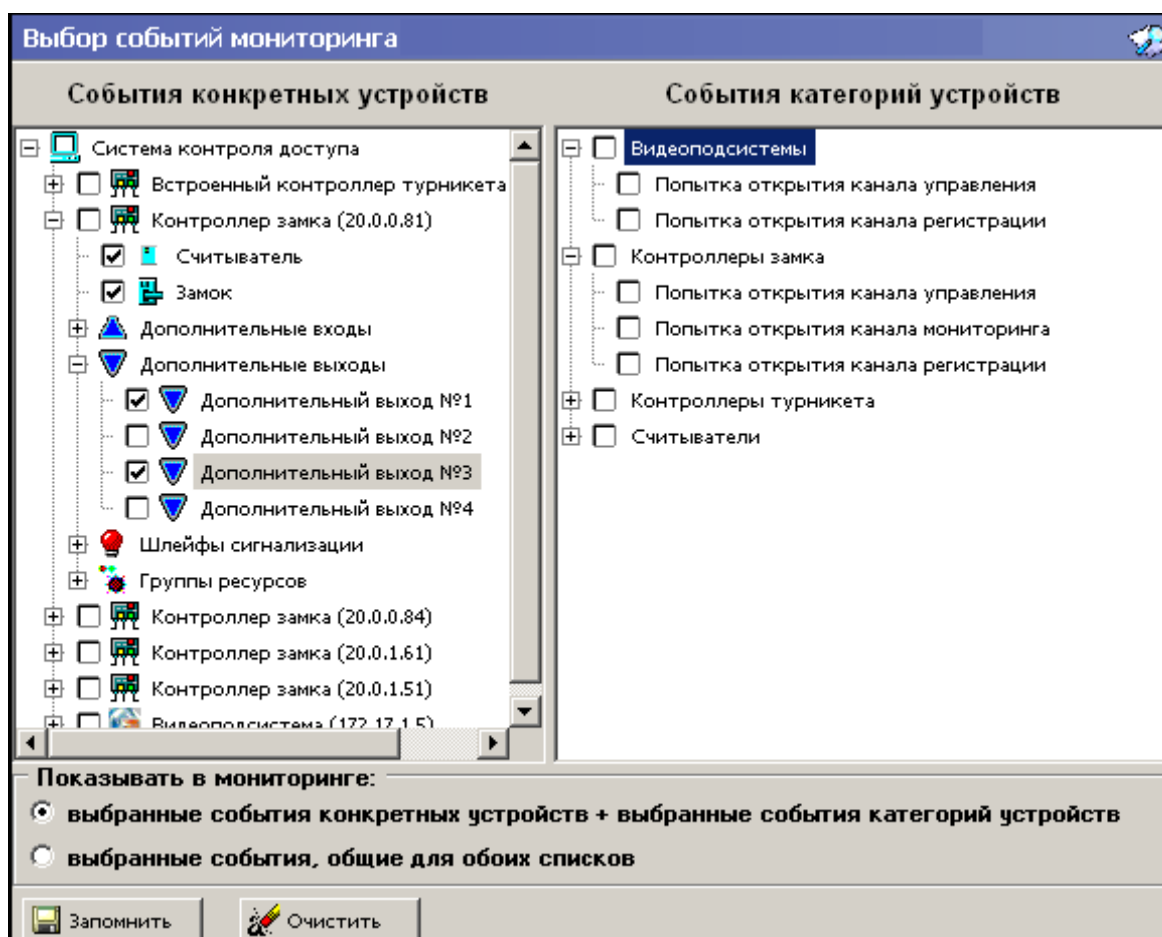 Выбор событий мониторинга
События конкретных устройств
Система контроля доступа
Встроенный контроллер турникета
Контроллер замка (20.0.0.81)
Считыватель
Замок
Дополнительные входы
Дополнительные выходы
Дополнительный выход №1
Дополнительный выход №2
Дополнительный выход №3
Дополнительный выход №4
Шлейфы сигнализации
Группы ресурсов
Контроллер замка (20.0.0.84)
Контроллер замка (20.0.1.61)
Контроллер замка (20.0.1.51)
Видеоподсистема (172.17.1.5)
События категорий устройств
Видеоподсистемы
Попытка открытия канала управления
Попытка открытия канала регистрации
Контроллеры замка
Попытка открытия канала управления
Попытка открытия канала мониторинга
Попытка открытия канала регистрации
Контроллеры турникета
Считыватели
Показывать в мониторинге:
выбранные события конкретных устройств + выбранные события категорий устройств
выбранные события, общие для обоих списков
Запомнить
Очистить